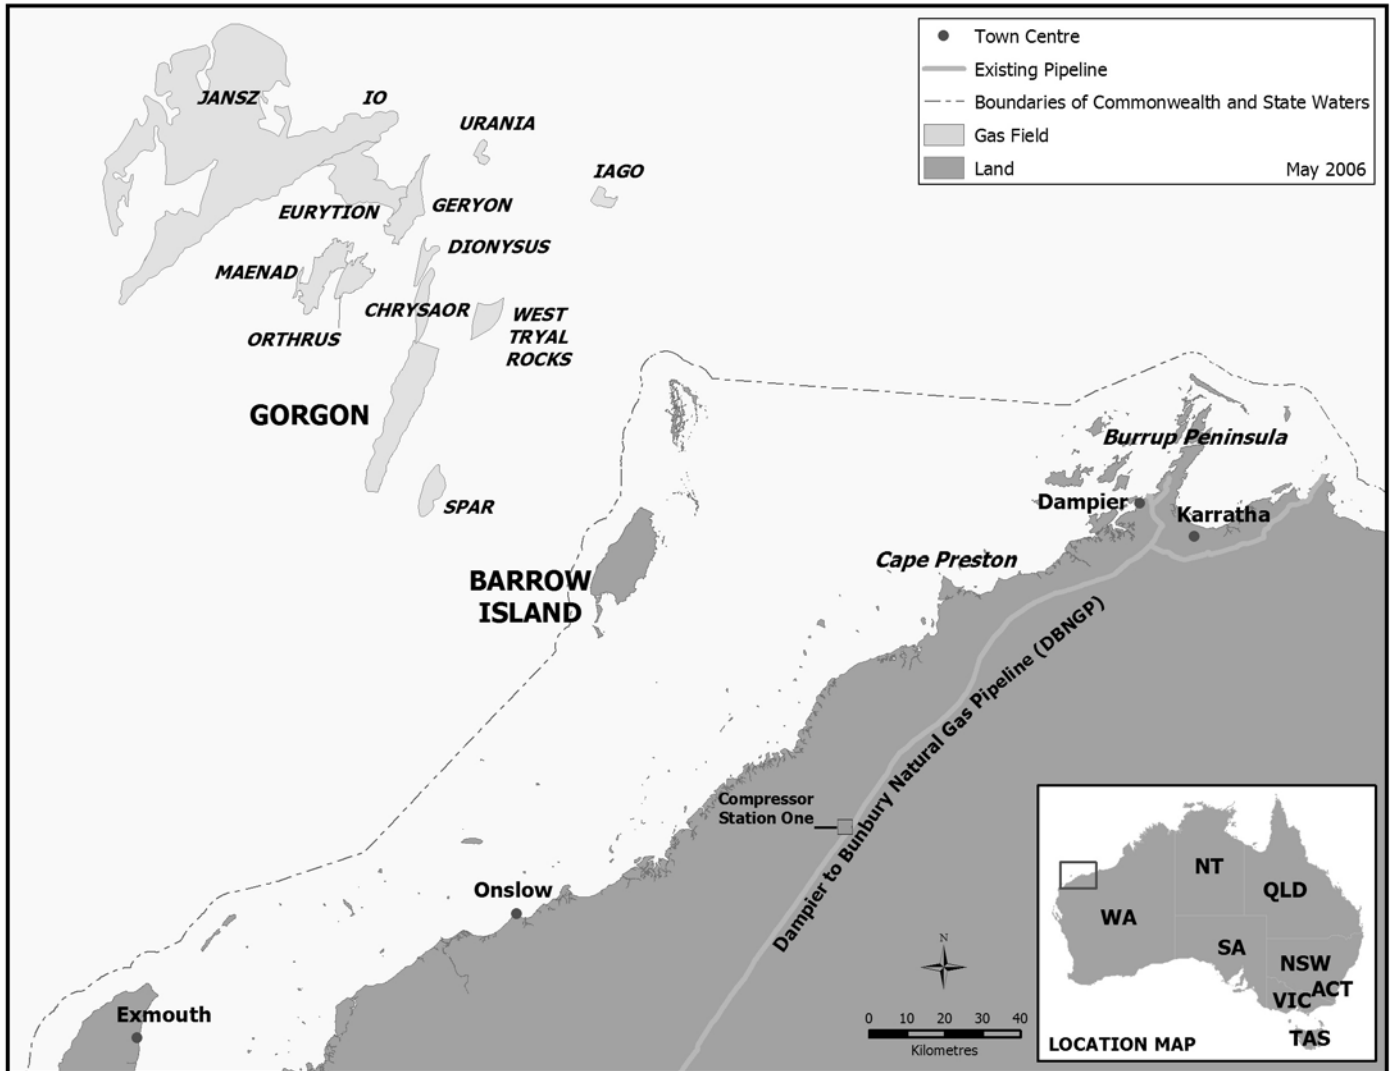 Town Centre
Existing Pipeline
Boundaries of Commonwealth and State Waters
Gas Field
Land
May 2006
JANSZ
IO
URANIA
IAGO
EURYTION
GERYON
DIONYSUS
MAENAD
CHRYSAOR
WEST
TRYAL
ROCKS
ORTHRUS
GORGON
SPAR
Burrup Peninsula
Dampier
Karratha
Cape Preston
BARROW
ISLAND
Dampier to Bunbury Natural Gas Pipeline (DBNGP)
Compressor
Station One
Onslow
Exmouth
N
0 10 20 30 40
Kilometres
NT
QLD
WA
SA
NSW
ACT
VIC
TAS
LOCATION MAP